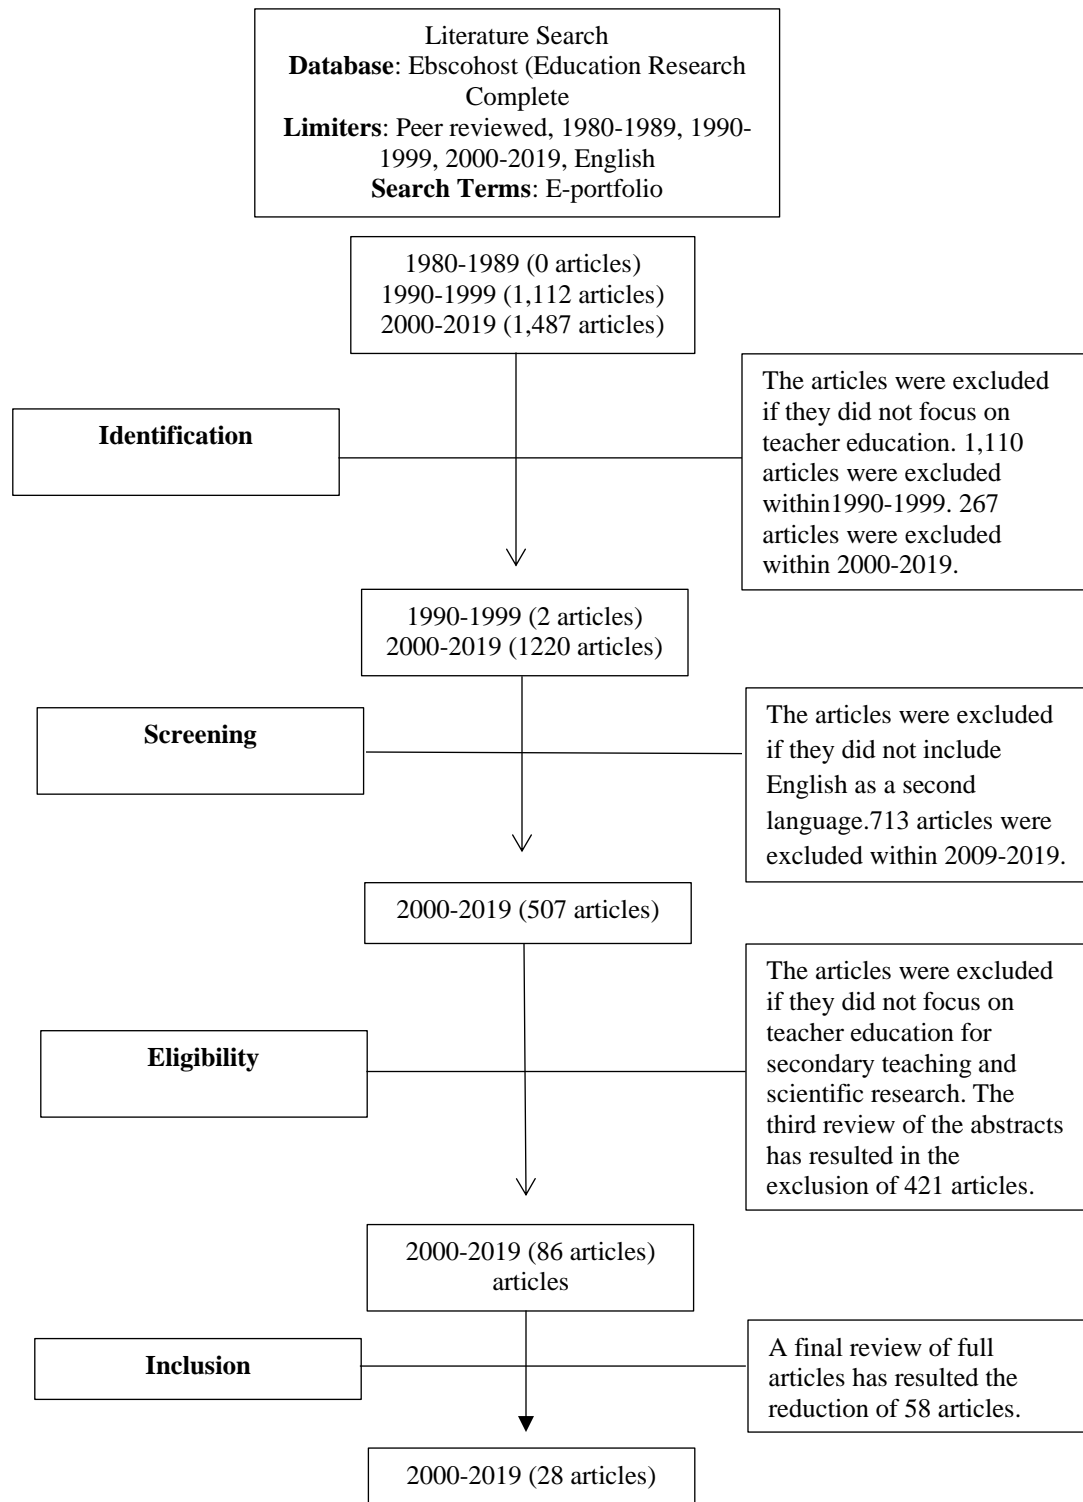 Literature Search
Database: Ebscohost (Education Research
Complete
Limiters: Peer reviewed, 1980-1989, 1990-
1999, 2000-2019, English
Search Terms: E-portfolio
1980-1989 (0 articles)
1990-1999 (1,112 articles)
2000-2019 (1,487 articles)
Identification
The articles were excluded
if they did not focus on
teacher education. 1,110
articles were excluded
within1990-1999. 267
articles were excluded
within 2000-2019.
1990-1999 (2 articles)
2000-2019 (1220 articles)
Screening
The articles were excluded
if they did not include
English as a second
language.713 articles were
excluded within 2009-2019.
2000-2019 (507 articles)
Eligibility
The articles were excluded
if they did not focus on
teacher education for
secondary teaching and
scientific research. The
third review of the abstracts
has resulted in the
exclusion of 421 articles.
2000-2019 (86 articles)
articles
Inclusion
A final review of full
articles has resulted the
reduction of 58 articles.
2000-2019 (28 articles)